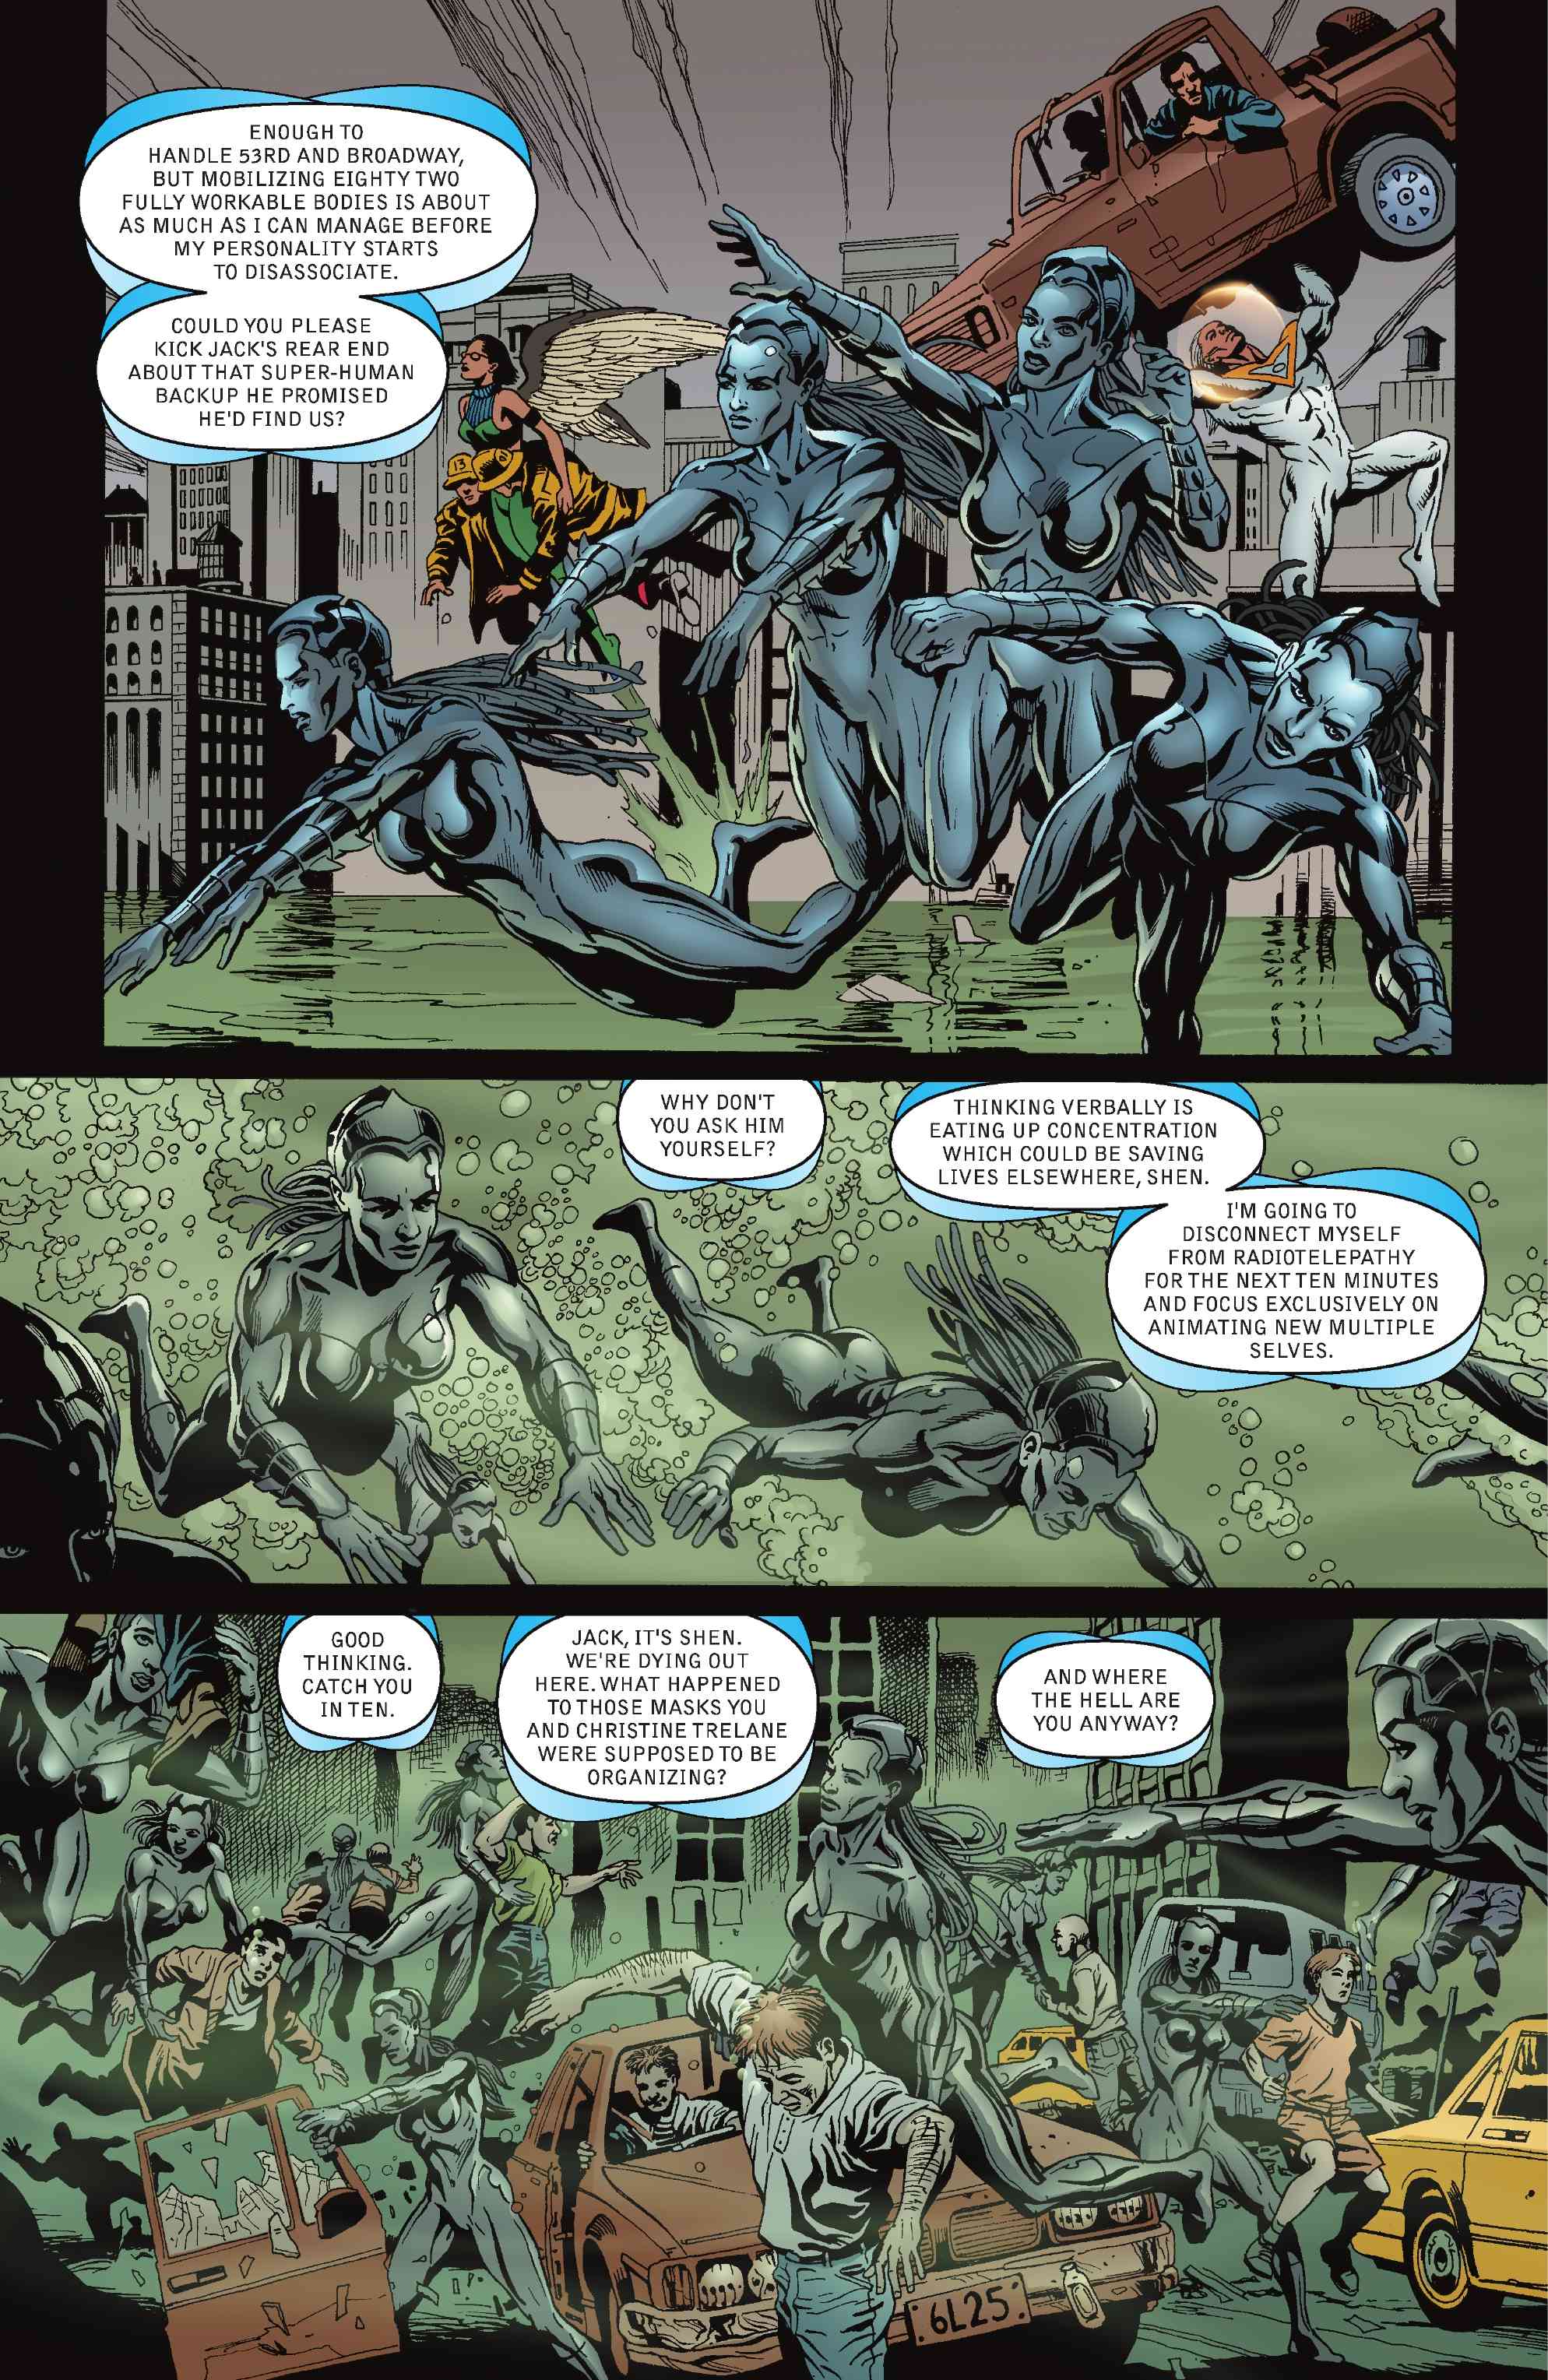 ENOUGH TO
HANDLE 53RD AND BROADWAY,
BUT MOBILIZING EIGHTY TWO
FULLY WORKABLE BODIES IS ABOUT
AS MUCH AS I CAN MANAGE BEFORE
MY PERSONALITY STARTS
TO DISASSOCIATE.
COULD YOU PLEASE
KICK JACK'S REAR END
ABOUT THAT SUPER-HUMAN
BACKUP HE PROMISED
HE'D FIND US?
13
WHY DON'T
YOU ASK HIM
YOURSELF?
THINKING VERBALLY IS
EATING UP CONCENTRATION
WHICH COULD BE SAVING
LIVES ELSEWHERE, SHEN.
I'M GOING TO
DISCONNECT MYSELF
FROM RADIOTELEPATHY
FOR THE NEXT TEN MINUTES
AND FOCUS EXCLUSIVELY ON
ANIMATING NEW MULTIPLE
SELVES.
GOOD
THINKING.
CATCH YOU
IN TEN.
JACK, IT'S SHEN.
WE'RE DYING OUT
HERE. WHAT HAPPENED
TO THOSE MASKS YOU
AND CHRISTINE TRELANE
WERE SUPPOSED TO BE
ORGANIZING?
AND WHERE
THE HELL ARE
YOU ANYWAY?
6L25